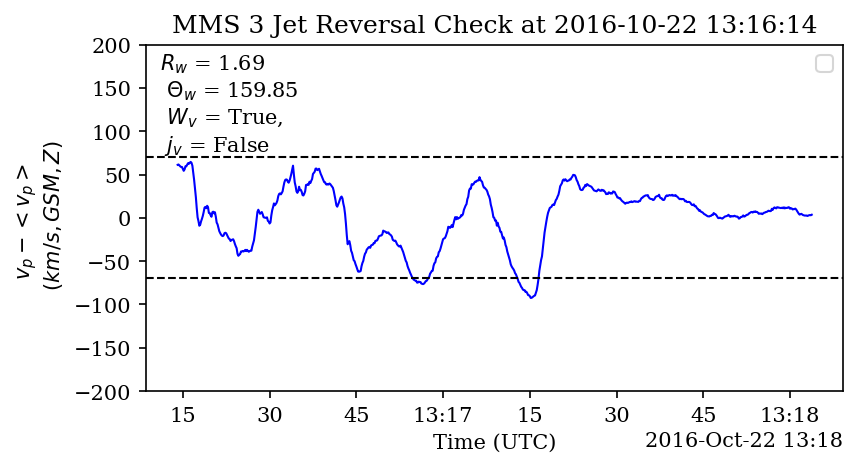 MMS 3 Jet Reversal Check at 2016-10-22 13:16:14
R_w = 1.69
Θ_w = 159.85
W_v = True,
j_v = False
200
150
100
50
0
−50
−100
−150
−200
v_p − < v_p >
(km/s, GSM, Z)
15 30 45 13:17 15 30 45 13:18
Time (UTC)
2016-Oct-22 13:18